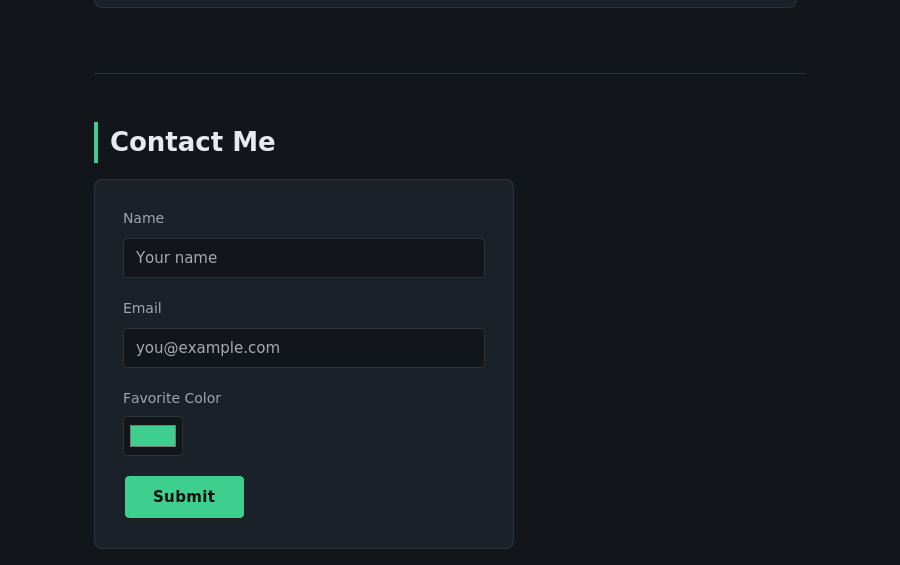 Contact Me
Name
Your name
Email
you@example.com
Favorite Color
Submit